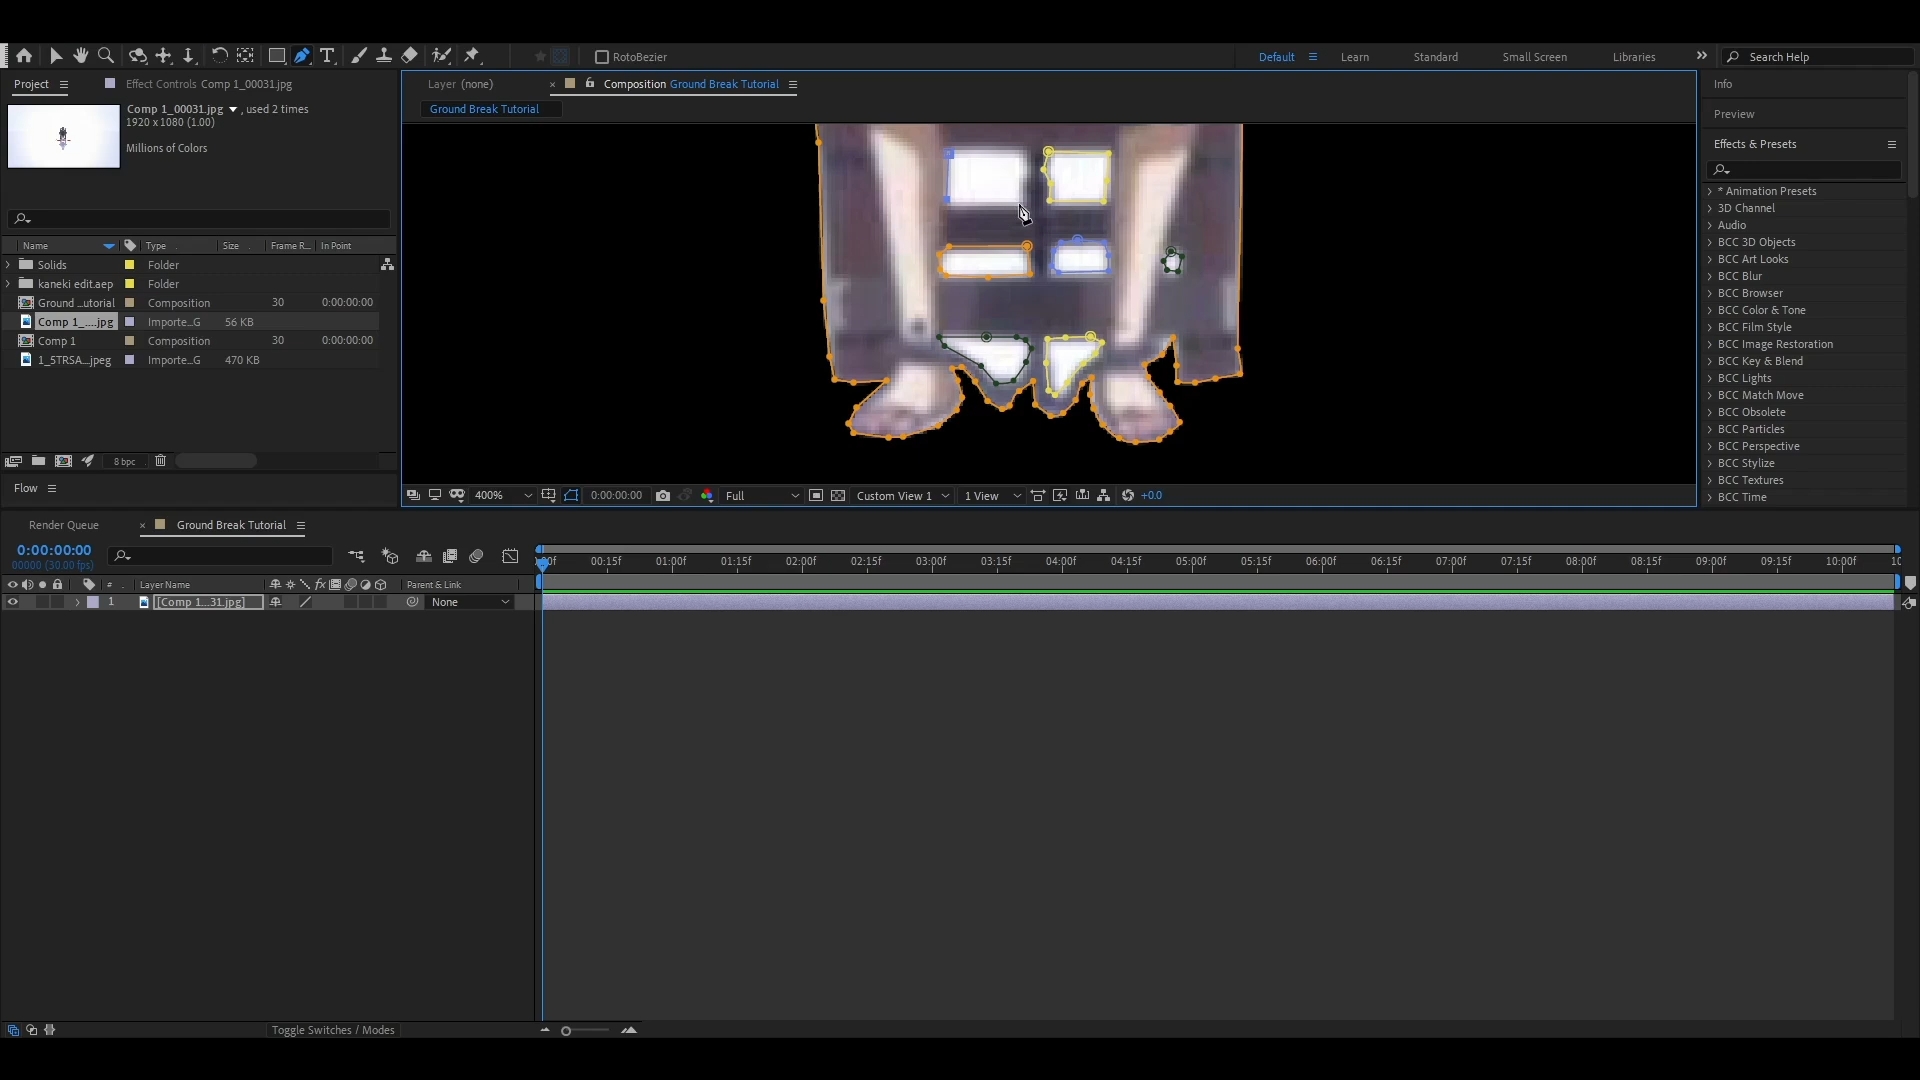 RotoBezier
Default
Learn
Standard
Small Screen
Libraries
Search Help
Project
Effect Controls Comp 1_00031.jpg
Layer (none)
Composition Ground Break Tutorial
Info
Comp 1_00031.jpg , used 2 times
1920 x 1080 (1.00)
Ground Break Tutorial
Preview
Millions of Colors
Effects & Presets
* Animation Presets
3D Channel
Audio
BCC 3D Objects
BCC Art Looks
BCC Blur
BCC Browser
BCC Color & Tone
BCC Film Style
BCC Image Restoration
BCC Key & Blend
BCC Lights
BCC Match Move
BCC Obsolete
BCC Particles
BCC Perspective
BCC Stylize
BCC Textures
BCC Time
Name Type Size Frame R... In Point
Solids Folder
kaneki edit.aep Folder
Ground ...utorial Composition 30 0:00:00:00
Comp 1_....jpg Importe...G 56 KB
Comp 1 Composition 30 0:00:00:00
1_5TRSA...jpeg Importe...G 470 KB
8 bpc
Flow
400% 0:00:00:00 Full Custom View 1 1 View +0.0
Render Queue
Ground Break Tutorial
0:00:00:00
00000 (30.00 fps)
00:15f 01:00f 01:15f 02:00f 02:15f 03:00f 03:15f 04:00f 04:15f 05:00f 05:15f 06:00f 06:15f 07:00f 07:15f 08:00f 08:15f 09:00f 09:15f 10:00f
# Layer Name fx Parent & Link
1 [Comp 1...31.jpg] None
Toggle Switches / Modes